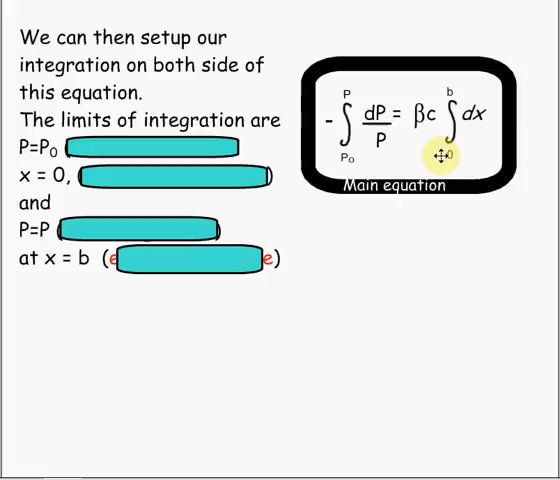 We can then setup our
integration on both side of
this equation.
The limits of integration are
P=P₀ (
x = 0, ( )
and
P=P ( )
at x = b (e e)
P b
- ∫ dP/P = βc ∫ dx
P₀ 0
Main equation